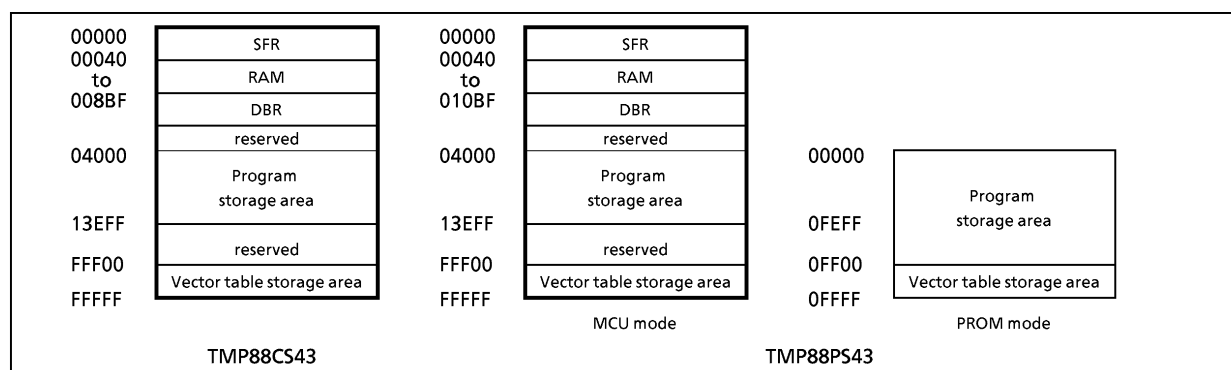 00000
00040
to
008BF
04000
13EFF
FFF00
FFFFF
SFR
RAM
DBR
reserved
Program
storage area
reserved
Vector table storage area
TMP88CS43
00000
00040
to
010BF
04000
13EFF
FFF00
FFFFF
SFR
RAM
DBR
reserved
Program
storage area
reserved
Vector table storage area
MCU mode
00000
0FEFF
0FF00
0FFFF
Program
storage area
Vector table storage area
PROM mode
TMP88PS43